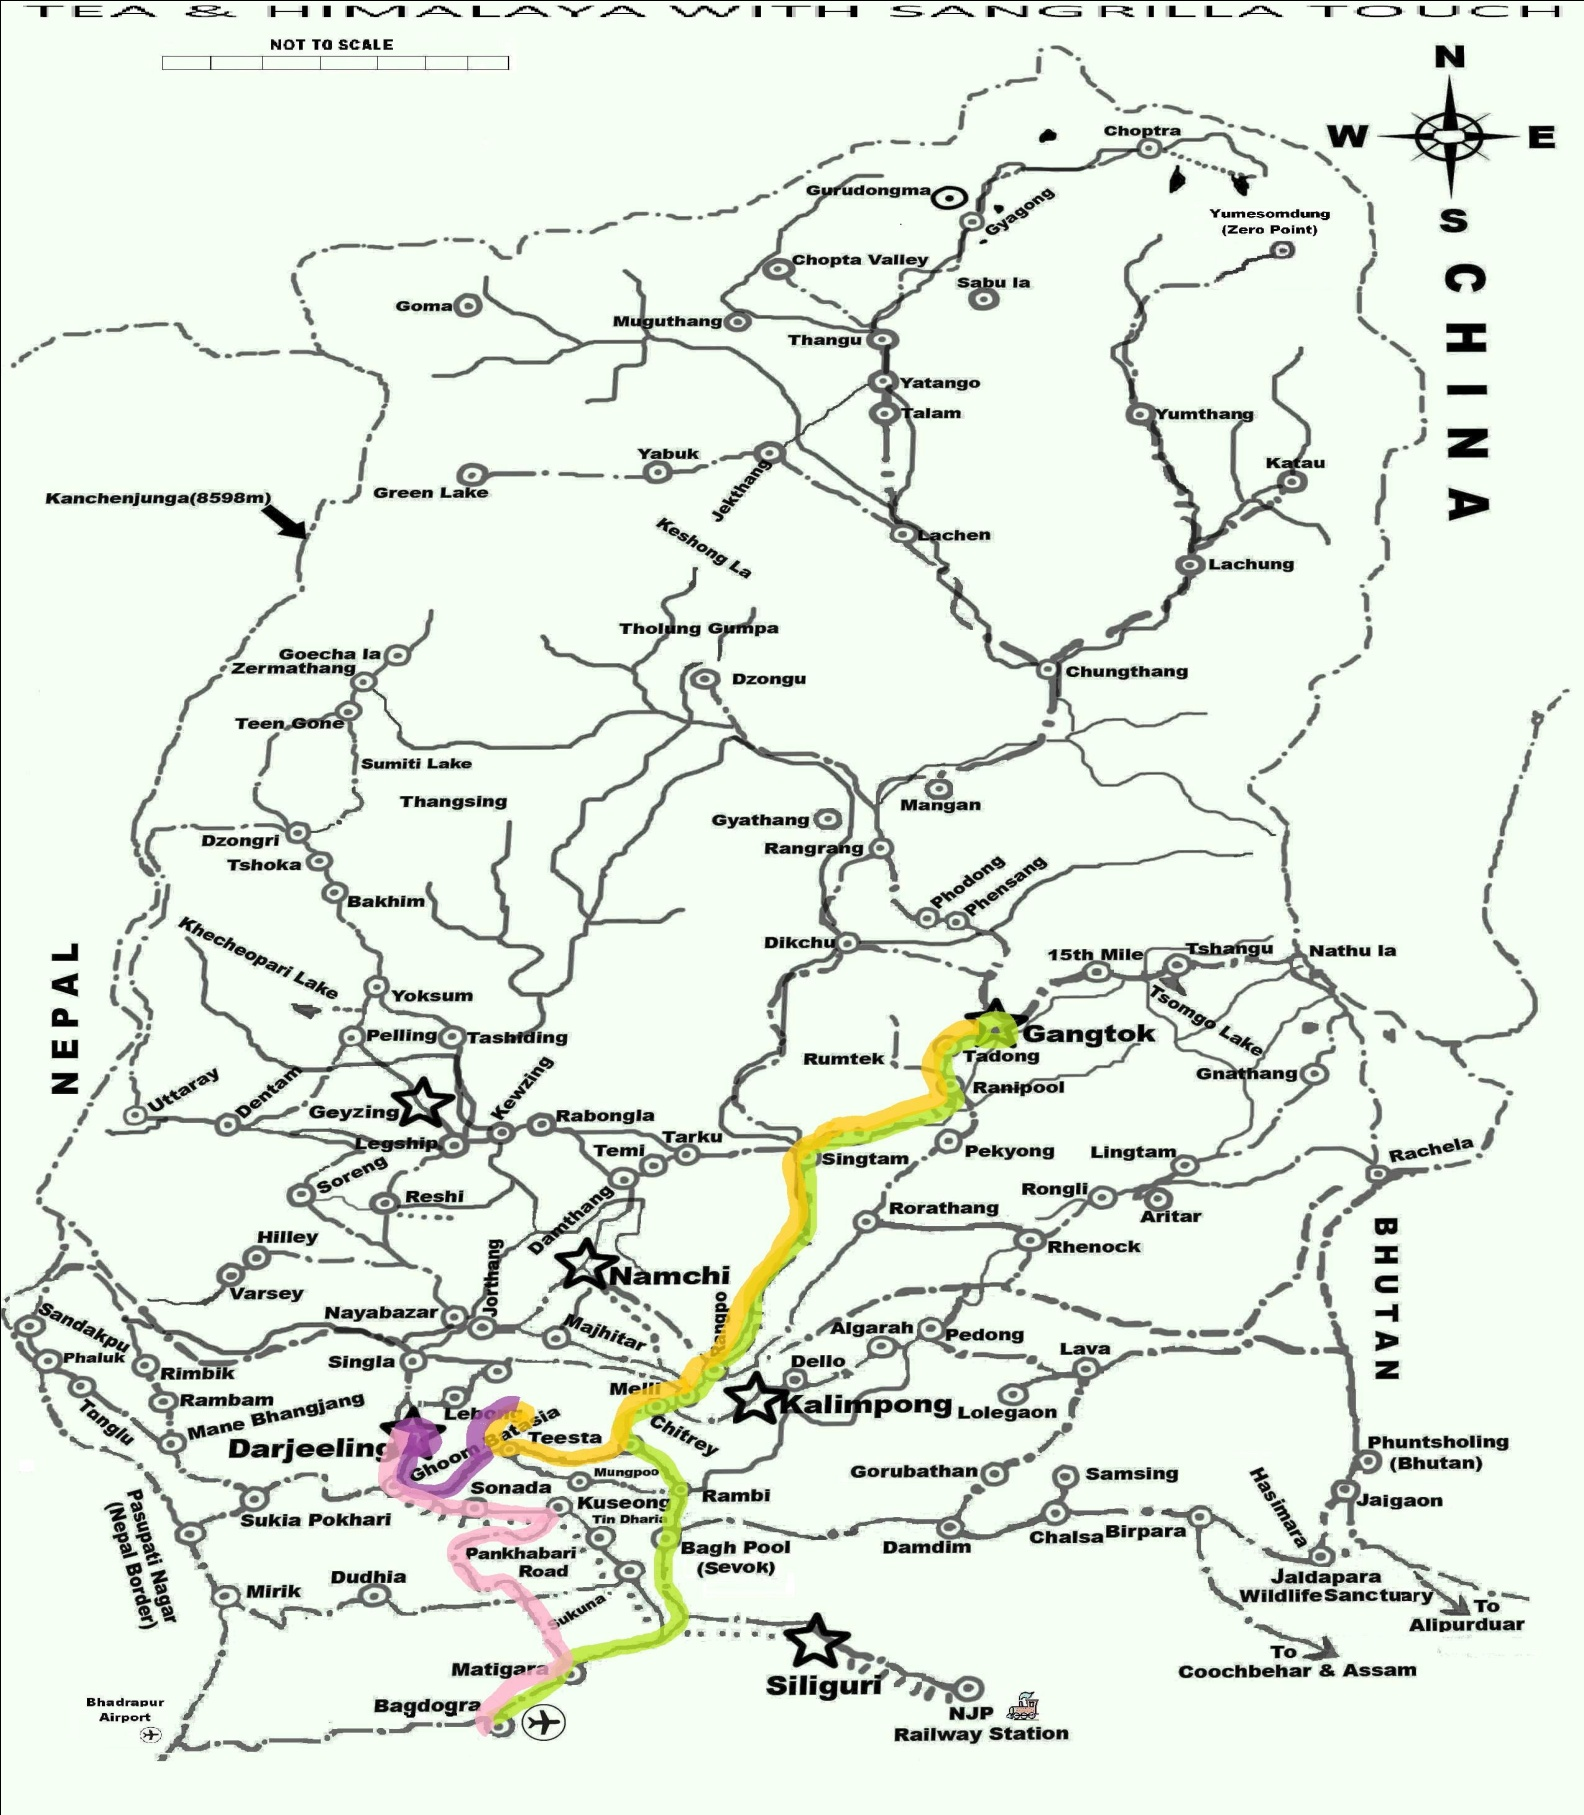 TEA & HIMALAYA WITH SANGRILLA TOUCH
NOT TO SCALE
N
W
E
S
Choptra
Gurudongma
Gyagong
Yumesomdung
(Zero Point)
Chopta Valley
Sabu la
Goma
Muguthang
Thangu
Yatango
Talam
Yumthang
Yabuk
Katau
Green Lake
Jekthang
Kanchenjunga(8598m)
Keshong La
Lachen
Lachung
CHINA
Tholung Gumpa
Goecha la
Zermathang
Chungthang
Dzongu
Teen Gone
Sumiti Lake
Thangsing
Mangan
Gyathang
Dzongri
Rangrang
Tshoka
Phodong
Phensang
Bakhim
Khecheopari Lake
Dikchu
15th Mile
Tshangu
Nathu la
NEPAL
Yoksum
Tsomgo Lake
Pelling
Tashiding
Gangtok
Rumtek
Tadong
Gnathang
Uttaray
Dentam
Kewzing
Ranipool
Geyzing
Rabongla
Legship
Temi
Tarku
Singtam
Pekyong
Lingtam
Rachela
Soreng
Reshi
Damthang
Rongli
Aritar
Rorathang
Rhenock
Hilley
Varsey
Jorthang
Namchi
BHUTAN
Nayabazar
Majhitar
Rangpo
Sandakpu
Phaluk
Rimbik
Singla
Algarah
Pedong
Lava
Dello
Tonglu
Rambam
Mane Bhangjang
Melli
Kalimpong
Lolegaon
Lebong
Darjeeling
Ghoom
Batasia
Teesta
Chitrey
Phuntsholing
(Bhutan)
Mungpoo
Gorubathan
Samsing
Sonada
Kuseong
Rambi
Jaigaon
Pasupati Nagar
(Nepal Border)
Sukia Pokhari
Tin Dharia
Hasimara
Chalsa
Birpara
Pankhabari
Road
Bagh Pool
(Sevok)
Damdim
Mirik
Dudhia
Jaldapara
WildlifeSanctuary
Sukuna
To
Alipurduar
To
Coochbehar & Assam
Matigara
Siliguri
Bhadrapur
Airport
Bagdogra
NJP
Railway Station